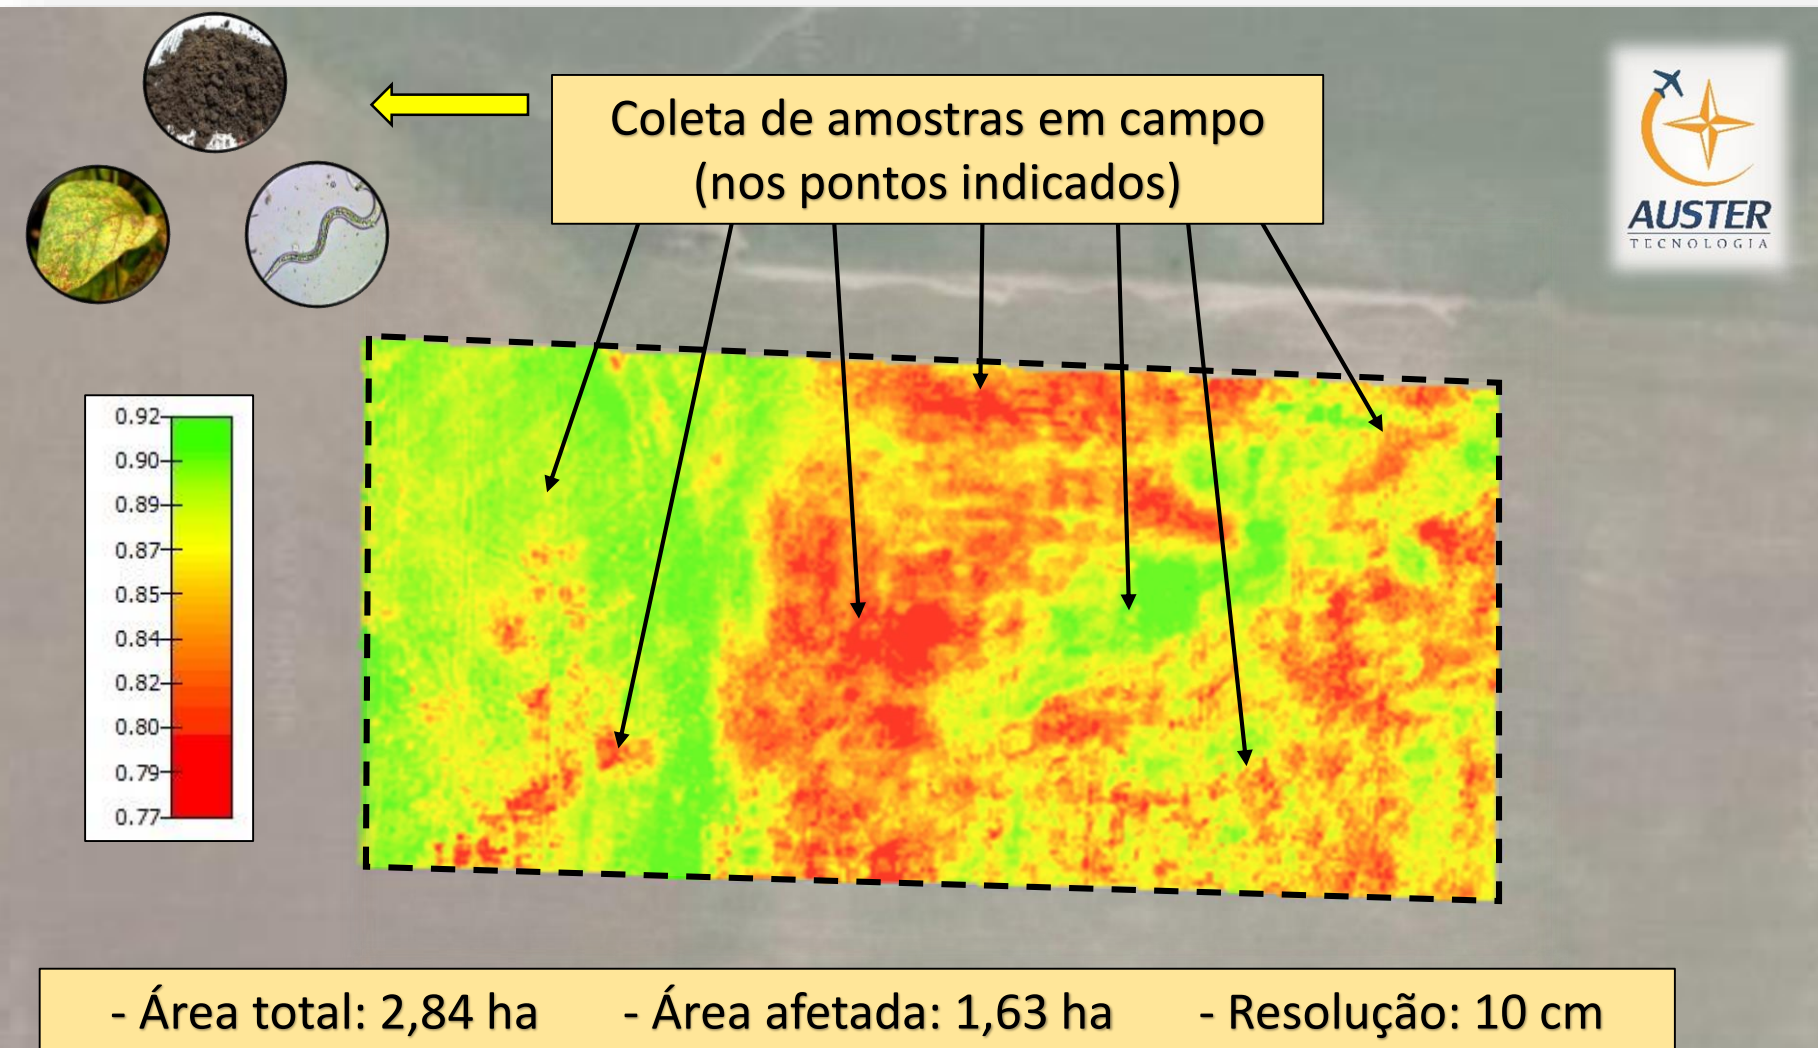 Coleta de amostras em campo
(nos pontos indicados)
AUSTER
TECNOLOGIA
0.92
0.90
0.89
0.87
0.85
0.84
0.82
0.80
0.79
0.77
- Área total: 2,84 ha - Área afetada: 1,63 ha - Resolução: 10 cm